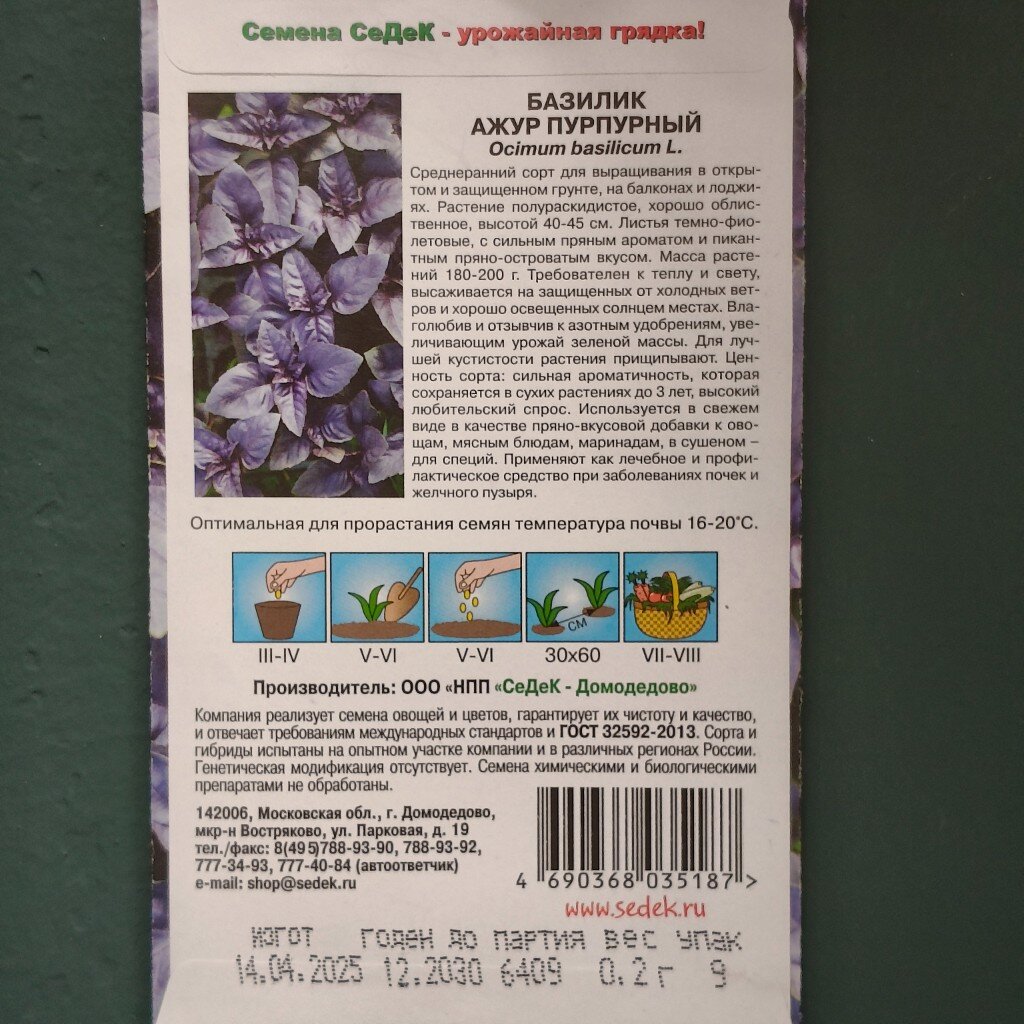 Семена СеДеК - урожайная грядка!
БАЗИЛИК
АЖУР ПУРПУРНЫЙ
Ocimum basilicum L.
Среднеранний сорт для выращивания в откры-
том и защищенном грунте, на балконах и лоджи-
ях. Растение полураскидистое, хорошо облис-
твенное, высотой 40-45 см. Листья темно-фио-
летовые, с сильным пряным ароматом и пикан-
тным пряно-островатым вкусом. Масса расте-
ний 180-200 г. Требователен к теплу и свету,
высаживается на защищенных от холодных вет-
ров и хорошо освещенных солнцем местах. Вла-
голюбив и отзывчив к азотным удобрениям, уве-
личивающим урожай зеленой массы. Для луч-
шей кустистости растения прищипывают. Цен-
ность сорта: сильная ароматичность, которая
сохраняется в сухих растениях до 3 лет, высокий
любительский спрос. Используется в свежем
виде в качестве пряно-вкусовой добавки к ово-
щам, мясным блюдам, маринадам, в сушеном –
для специй. Применяют как лечебное и профи-
лактическое средство при заболеваниях почек и
желчного пузыря.
Оптимальная для прорастания семян температура почвы 16-20°С.
см
III-IV V-VI V-VI 30х60 VII-VIII
Производитель: ООО «НПП «СеДеК - Домодедово»
Компания реализует семена овощей и цветов, гарантирует их чистоту и качество,
и отвечает требованиям международных стандартов и ГОСТ 32592-2013. Сорта и
гибриды испытаны на опытном участке компании и в различных регионах России.
Генетическая модификация отсутствует. Семена химическими и биологическими
препаратами не обработаны.
142006, Московская обл., г. Домодедово,
мкр-н Востряково, ул. Парковая, д. 19
тел./факс: 8(495)788-93-90, 788-93-92,
777-34-93, 777-40-84 (автоответчик)
e-mail: shop@sedek.ru
4 690368 035187 >
www.sedek.ru
изгот годен до партия вес упак
14.04.2025 12.2030 6409 0.2г 9